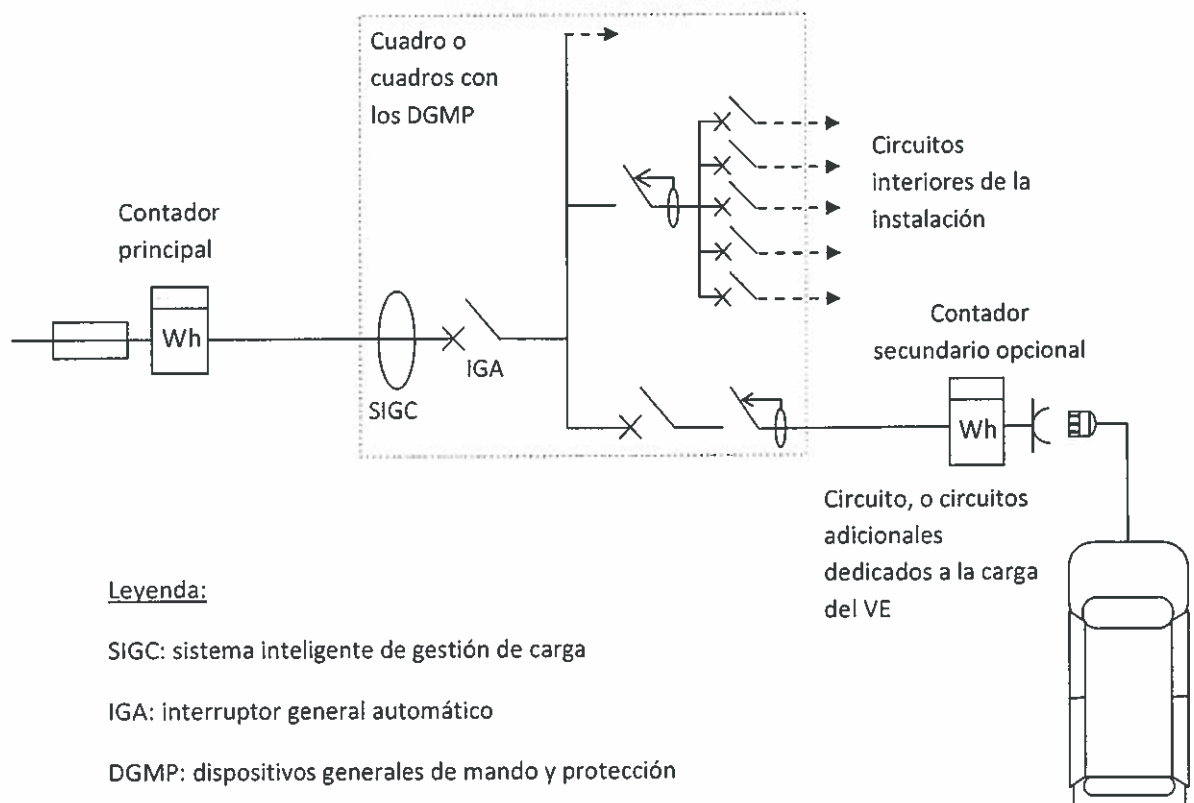 Cuadro o
cuadros con
los DGMP
Circuitos
interiores de la
instalación
Contador
principal
Wh
SIGC
IGA
Contador
secundario opcional
Wh
Circuito, o circuitos
adicionales
dedicados a la carga
del VE
Leyenda:
SIGC: sistema inteligente de gestión de carga
IGA: interruptor general automático
DGMP: dispositivos generales de mando y protección